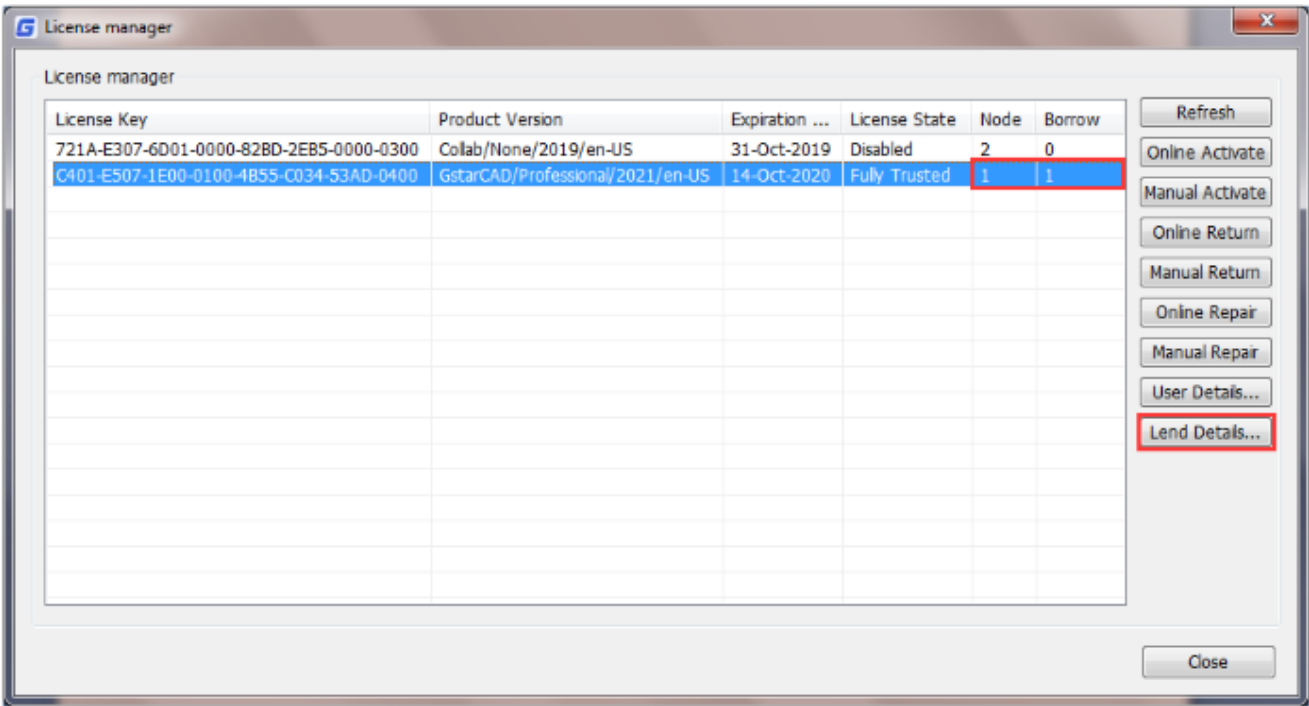 License manager
License manager
License Key Product Version Expiration ... License State Node Borrow
721A-E307-6D01-0000-82BD-2EB5-0000-0300 Collab/None/2019/en-US 31-Oct-2019 Disabled 2 0
C401-E507-1E00-0100-4B55-C034-53AD-0400 GstarCAD/Professional/2021/en-US 14-Oct-2020 Fully Trusted 1 1
Refresh
Online Activate
Manual Activate
Online Return
Manual Return
Online Repair
Manual Repair
User Details...
Lend Details...
Close